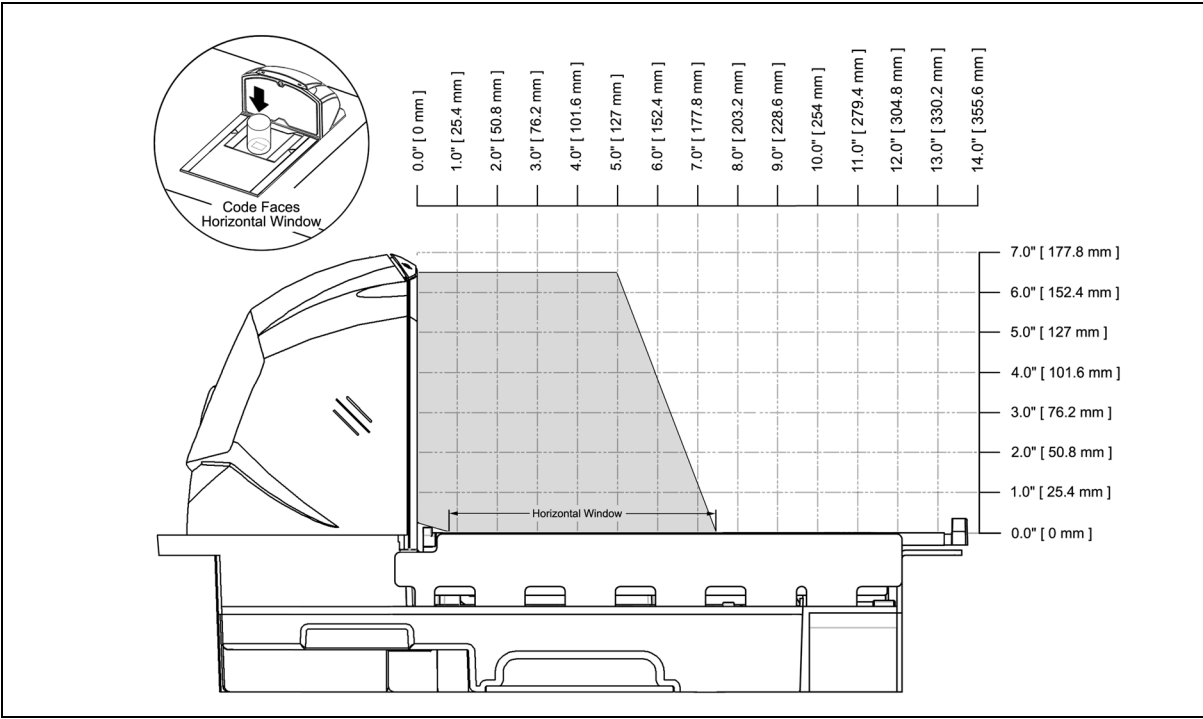 0.0" [ 0 mm ]
1.0" [ 25.4 mm ]
2.0" [ 50.8 mm ]
3.0" [ 76.2 mm ]
4.0" [ 101.6 mm ]
5.0" [ 127 mm ]
6.0" [ 152.4 mm ]
7.0" [ 177.8 mm ]
8.0" [ 203.2 mm ]
9.0" [ 228.6 mm ]
10.0" [ 254 mm ]
11.0" [ 279.4 mm ]
12.0" [ 304.8 mm ]
13.0" [ 330.2 mm ]
14.0" [ 355.6 mm ]
Code Faces
Horizontal Window
7.0" [ 177.8 mm ]
6.0" [ 152.4 mm ]
5.0" [ 127 mm ]
4.0" [ 101.6 mm ]
3.0" [ 76.2 mm ]
2.0" [ 50.8 mm ]
1.0" [ 25.4 mm ]
Horizontal Window
0.0" [ 0 mm ]